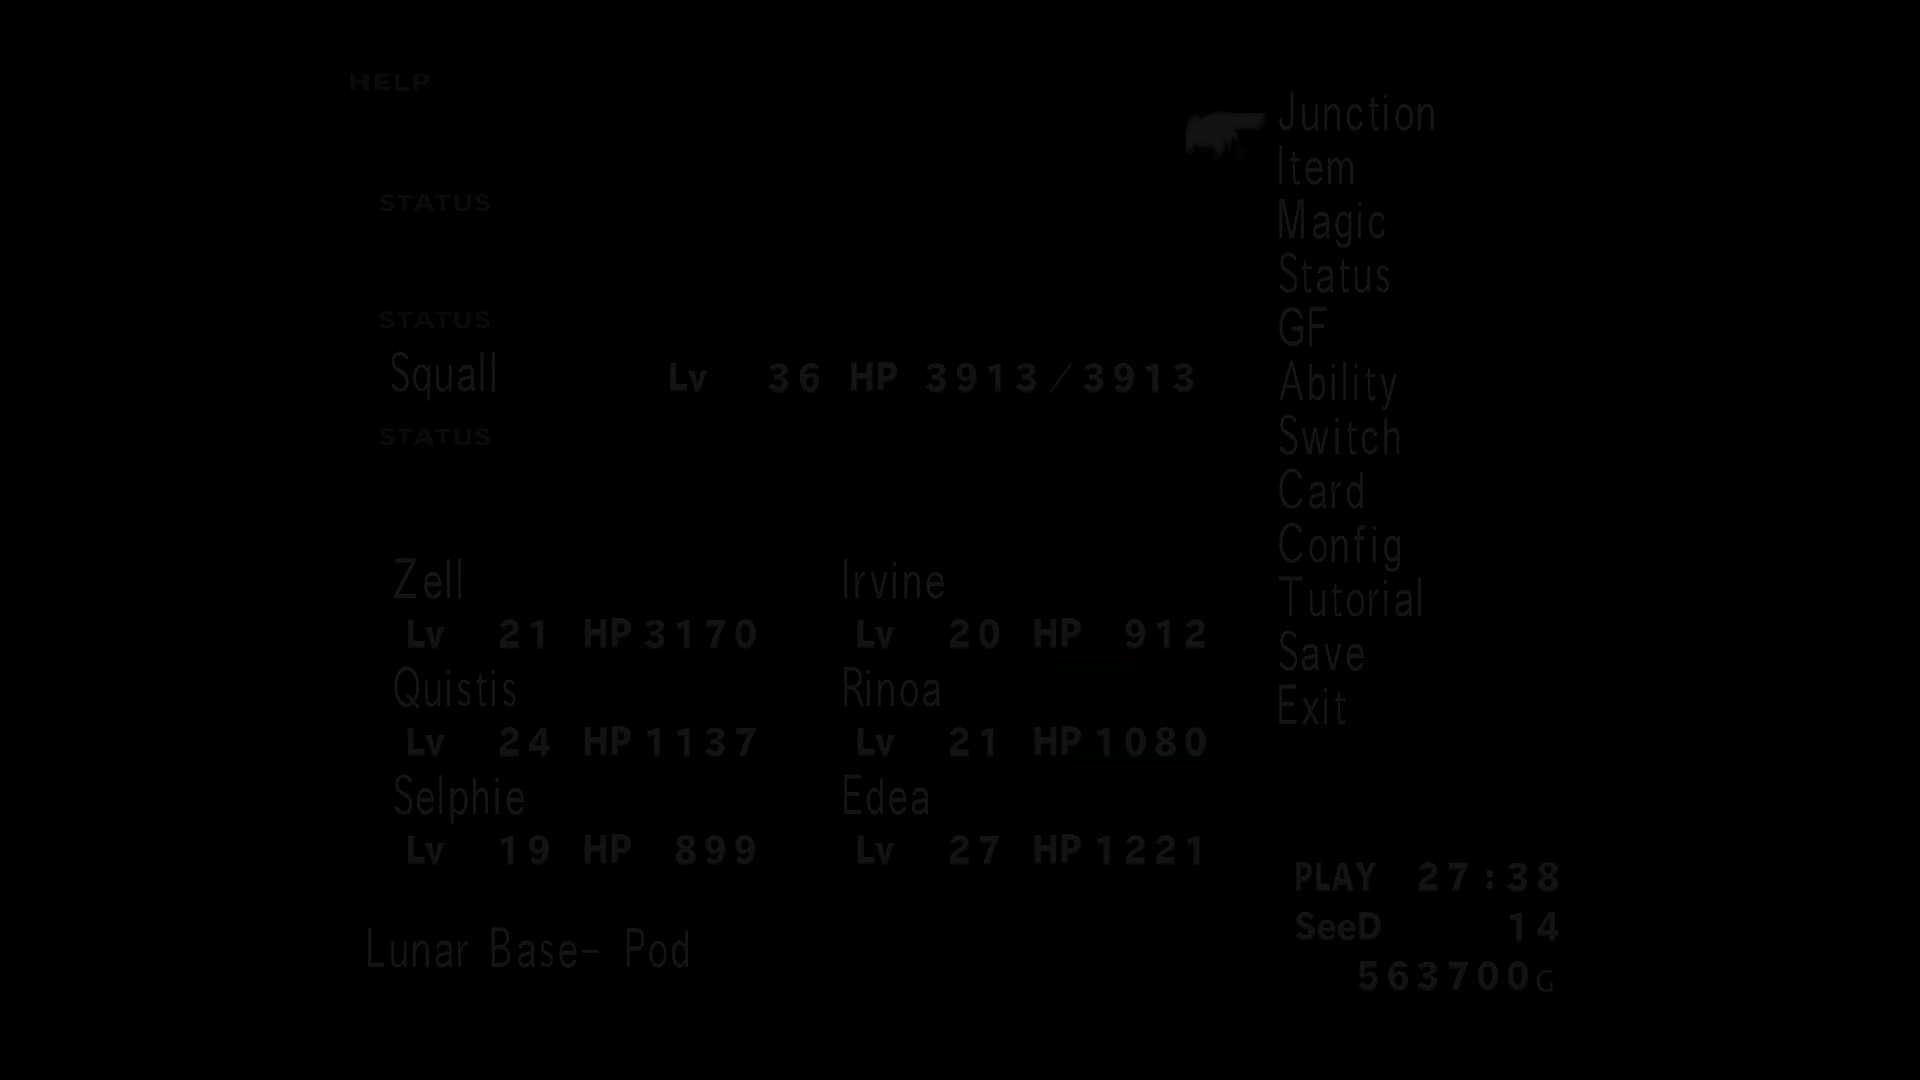 HELP
STATUS
STATUS
Squall Lv 36 HP 3913/3913
STATUS
Zell
Lv 21 HP 3170
Irvine
Lv 20 HP 912
Quistis
Lv 24 HP 1137
Rinoa
Lv 21 HP 1080
Selphie
Lv 19 HP 899
Edea
Lv 27 HP 1221
Lunar Base- Pod
Junction
Item
Magic
Status
GF
Ability
Switch
Card
Config
Tutorial
Save
Exit
PLAY 27:38
SeeD 14
563700G